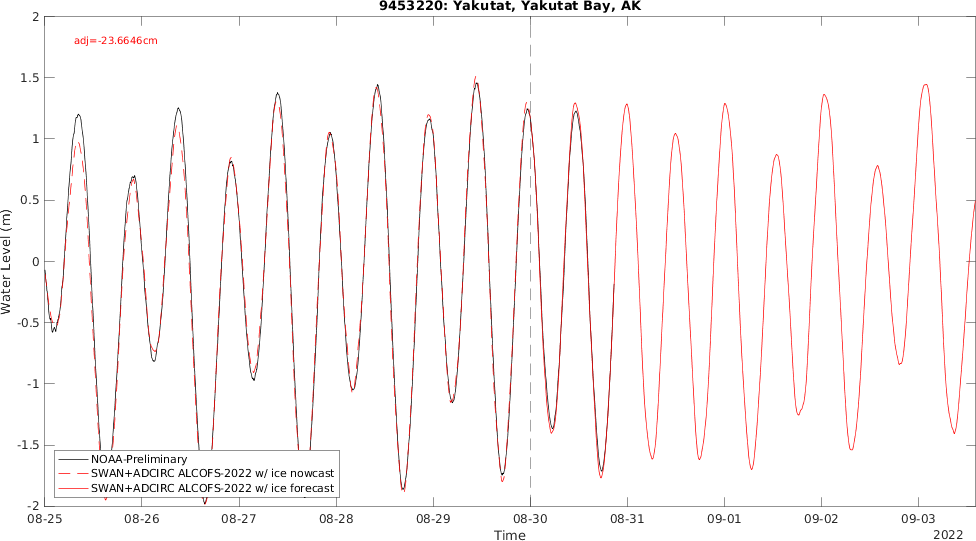 9453220: Yakutat, Yakutat Bay, AK
adj=-23.6646cm
2
1.5
1
0.5
0
-0.5
-1
-1.5
-2
Water Level (m)
NOAA-Preliminary
SWAN+ADCIRC ALCOFS-2022 w/ ice nowcast
SWAN+ADCIRC ALCOFS-2022 w/ ice forecast
08-25 08-26 08-27 08-28 08-29 08-30 08-31 09-01 09-02 09-03
Time
2022